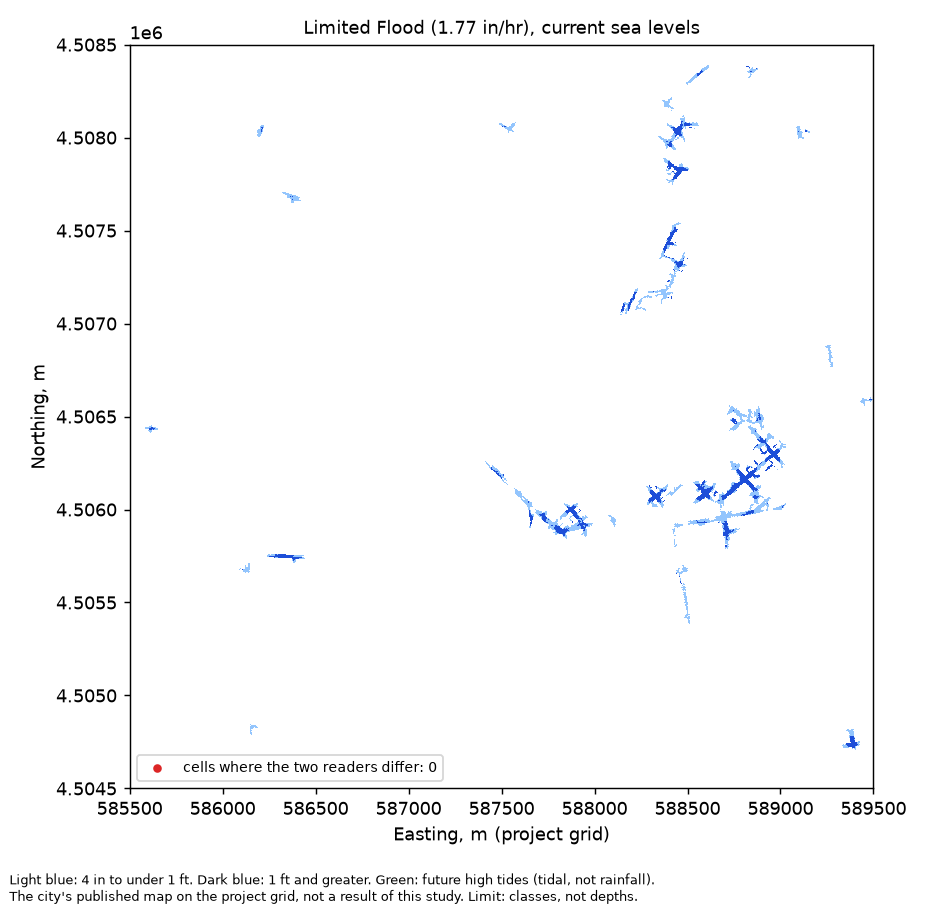 Limited Flood (1.77 in/hr), current sea levels
1e6
4.5085
4.5080
4.5075
4.5070
4.5065
4.5060
4.5055
4.5050
4.5045
Northing, m
cells where the two readers differ: 0
585500 586000 586500 587000 587500 588000 588500 589000 589500
Easting, m (project grid)
Light blue: 4 in to under 1 ft. Dark blue: 1 ft and greater. Green: future high tides (tidal, not rainfall).
The city's published map on the project grid, not a result of this study. Limit: classes, not depths.